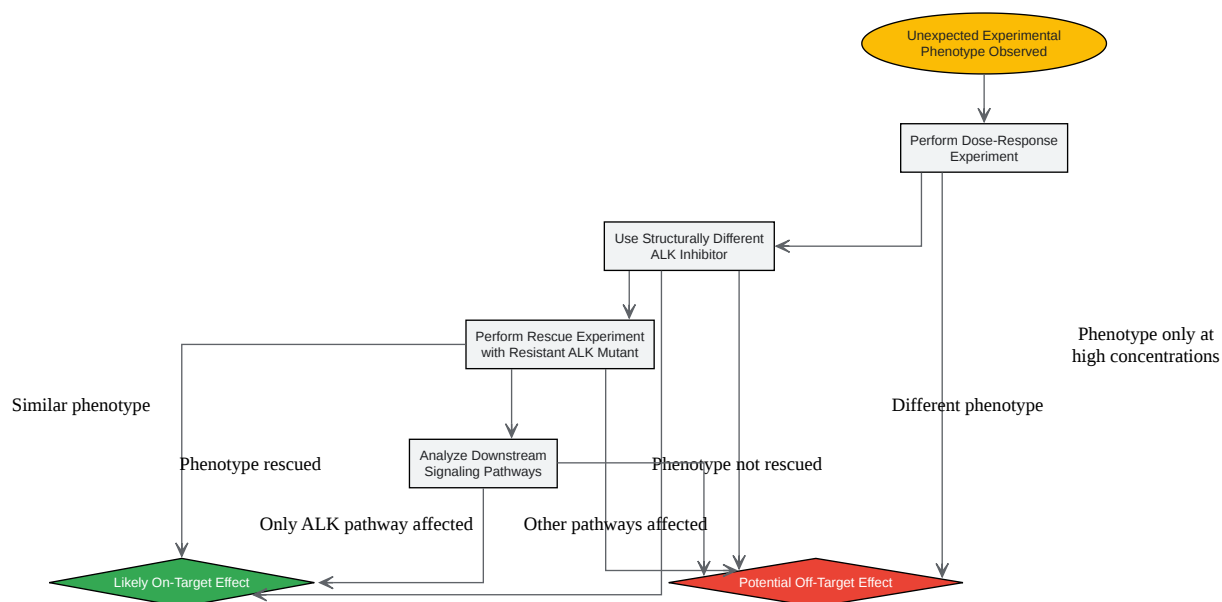 Unexpected Experimental
Phenotype Observed
Perform Dose-Response
Experiment
Use Structurally Different
ALK Inhibitor
Perform Rescue Experiment
with Resistant ALK Mutant
Phenotype only at
high concentrations
Similar phenotype
Different phenotype
Analyze Downstream
Signaling Pathways
Phenotype rescued
Phenotype not rescued
Only ALK pathway affected
Other pathways affected
Likely On-Target Effect
Potential Off-Target Effect